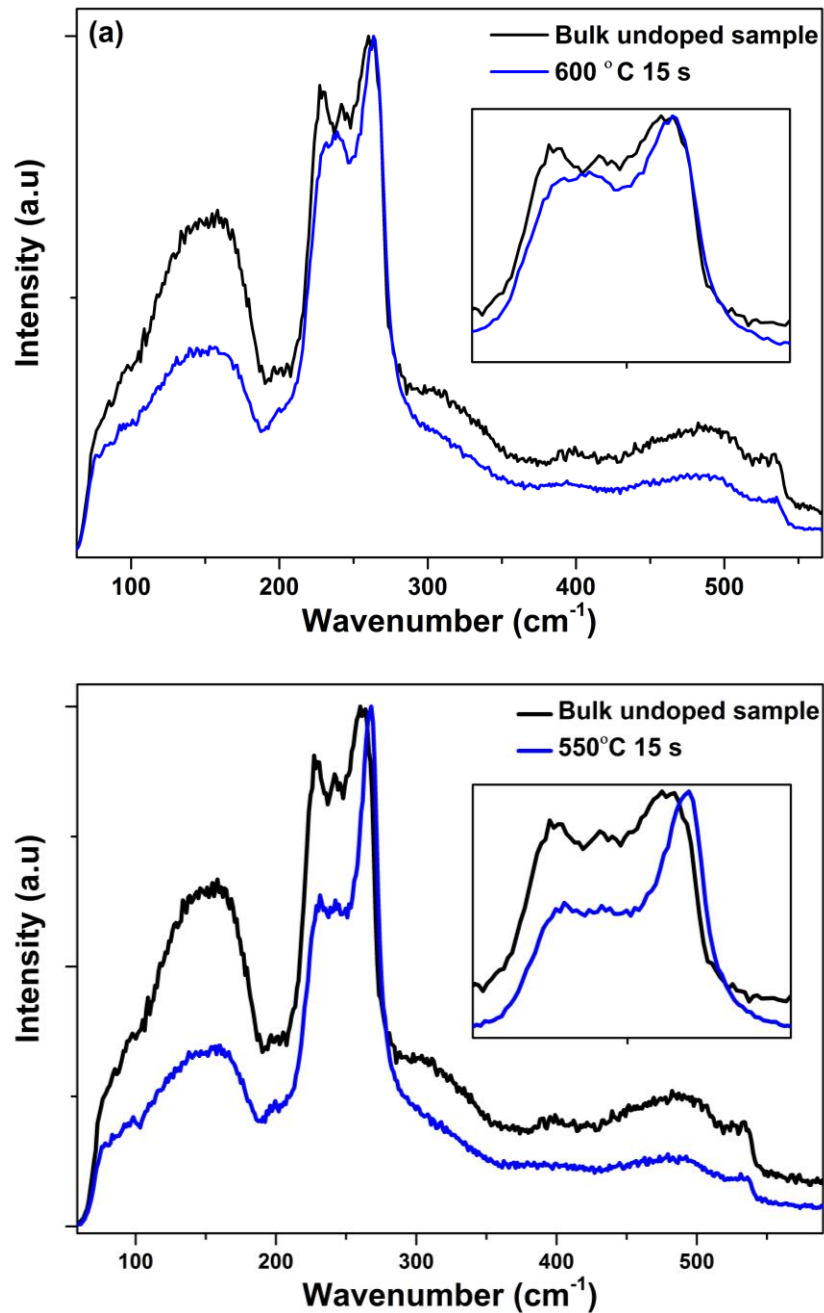 (a)
Bulk undoped sample
600 °C 15 s
Intensity (a.u)
100 200 300 400 500
Wavenumber (cm-1)
Bulk undoped sample
550°C 15 s
Intensity (a.u)
100 200 300 400 500
Wavenumber (cm-1)